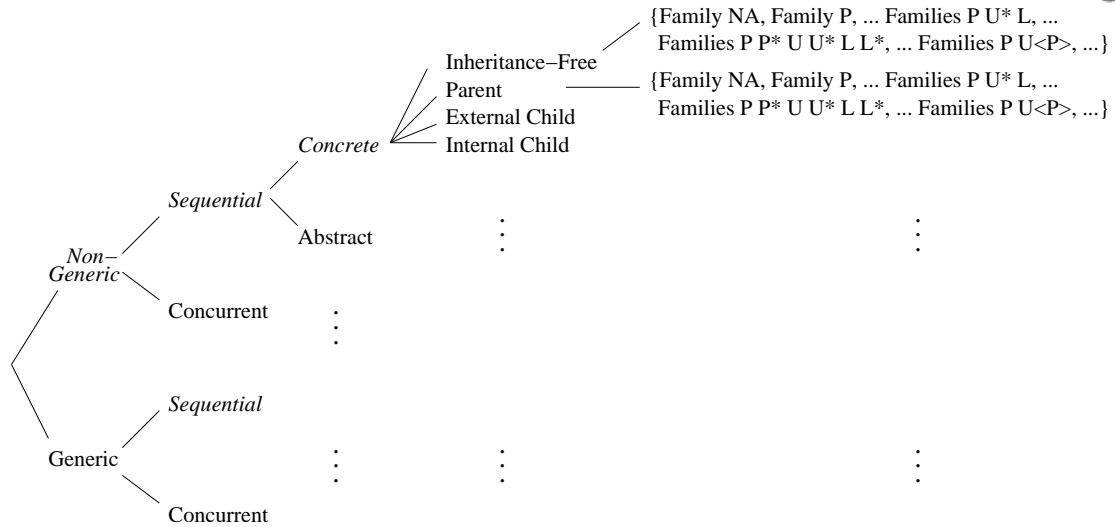 {Family NA, Family P, ... Families P U* L, ...
Families P P* U U* L L*, ... Families P U<P>, ...}
Inheritance−Free
Parent
{Family NA, Family P, ... Families P U* L, ...
Families P P* U U* L L*, ... Families P U<P>, ...}
External Child
Internal Child
Concrete
Sequential
Abstract
Non−
Generic
Concurrent
Sequential
Generic
Concurrent